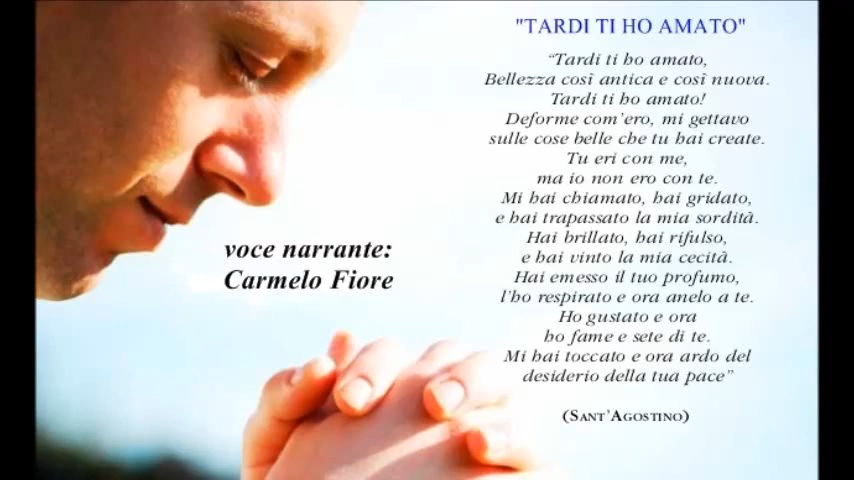 "TARDI TI HO AMATO"
“Tardi ti ho amato,
Bellezza così antica e così nuova.
Tardi ti ho amato!
Deforme com’ero, mi gettavo
sulle cose belle che tu hai create.
Tu eri con me,
ma io non ero con te.
Mi hai chiamato, hai gridato,
e hai trapassato la mia sordità.
Hai brillato, hai rifulso,
e hai vinto la mia cecità.
Hai emesso il tuo profumo,
l’ho respirato e ora anelo a te.
Ho gustato e ora
ho fame e sete di te.
Mi hai toccato e ora ardo del
desiderio della tua pace”
(SANT’AGOSTINO)
voce narrante:
Carmelo Fiore